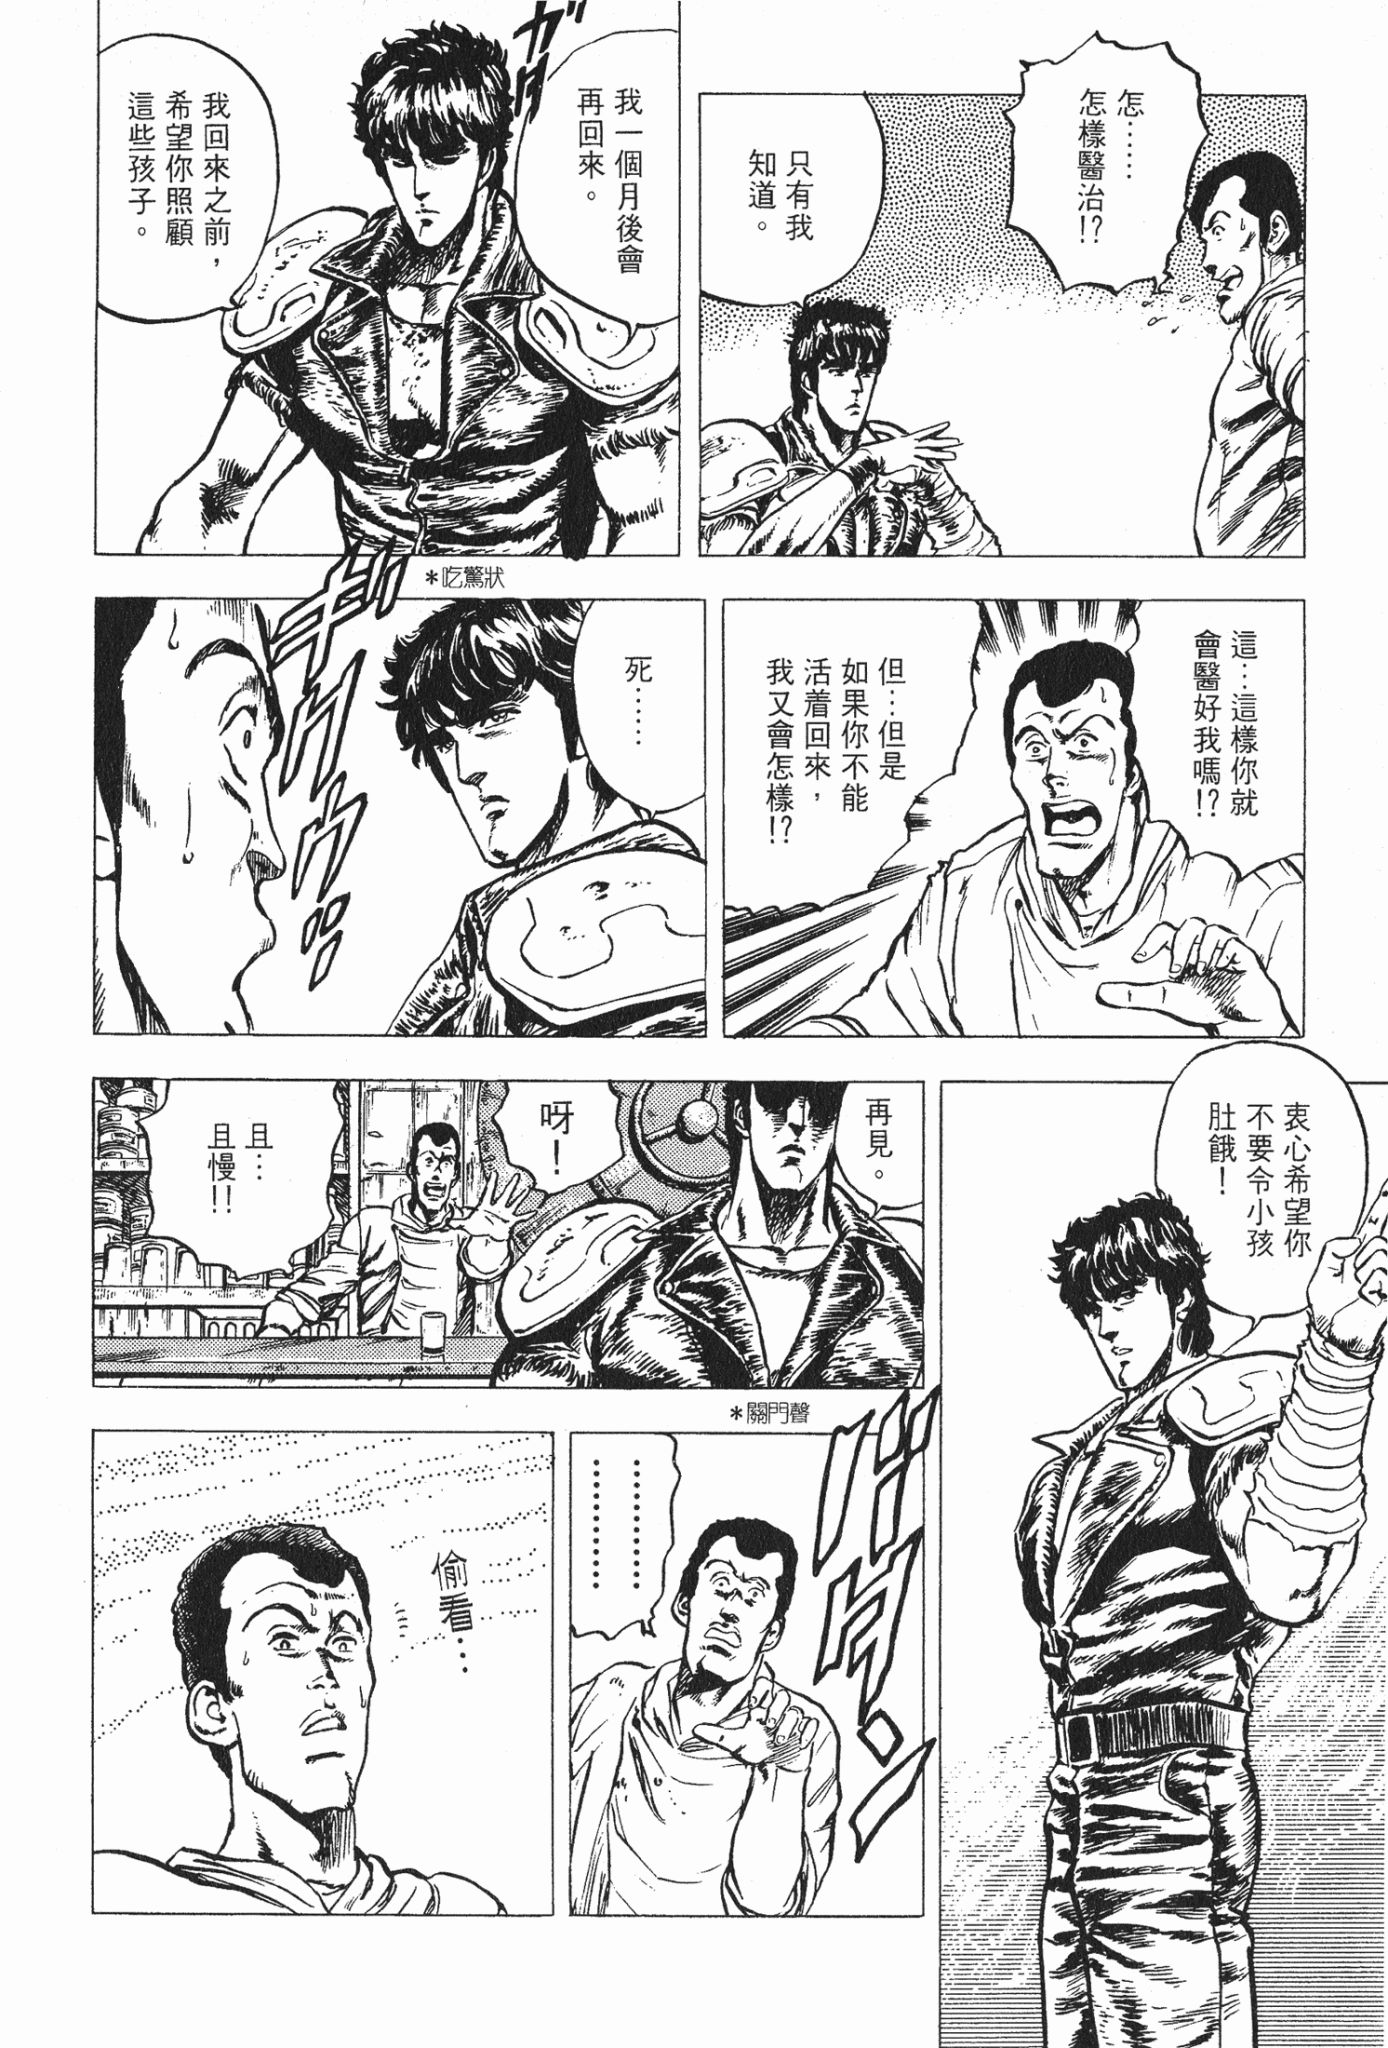 怎……
怎樣醫治!?
只有我
知道。
ガ
我一個月後會
再回來。
我回來之前，
希望你照顧
這些孩子。
這…這樣你就
會醫好我嗎!?
但…但是
如果你不能
活着回來，
我又會怎樣!?
死……
＊吃驚狀
衷心希望你
不要令小孩
肚餓！
再見。
呀！
且…
且慢!!
＊關門聲
…………
…………
偷看…